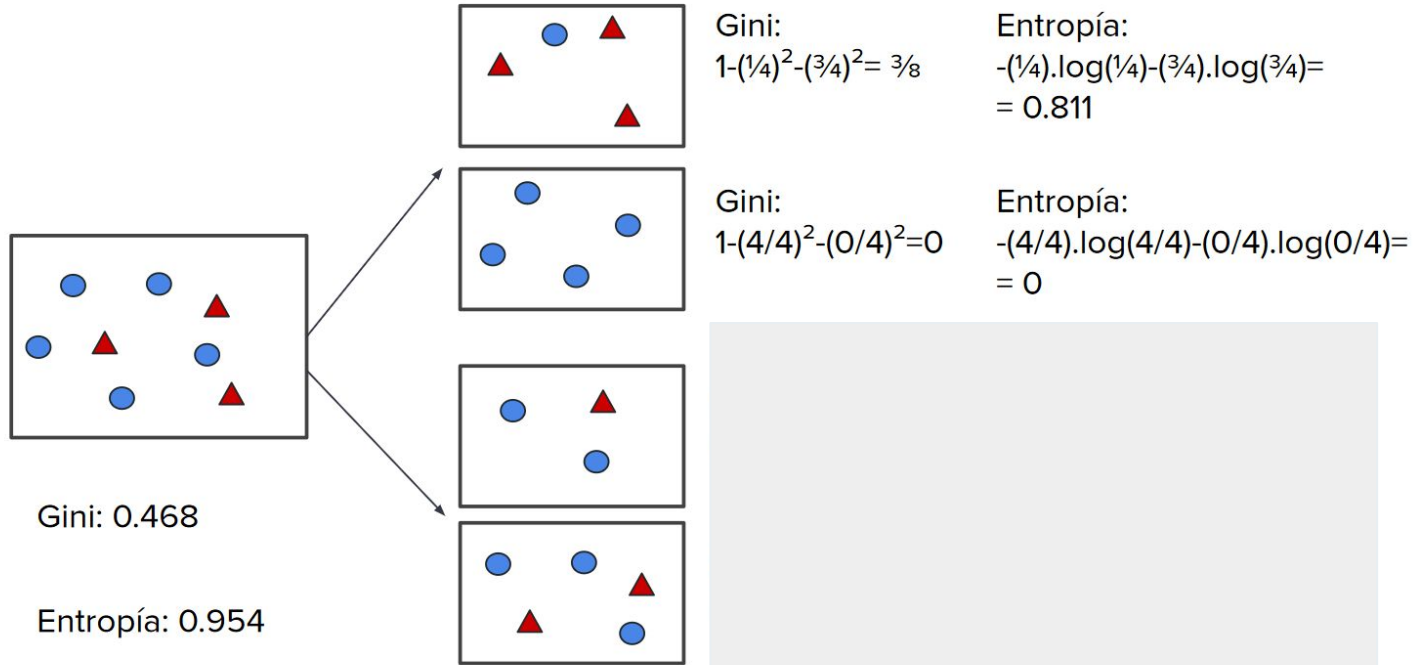 Gini:
1-(¼)²-(¾)²= ⅜
Entropía:
-(¼).log(¼)-(¾).log(¾)=
= 0.811
Gini:
1-(4/4)²-(0/4)²=0
Entropía:
-(4/4).log(4/4)-(0/4).log(0/4)=
= 0
Gini: 0.468
Entropía: 0.954